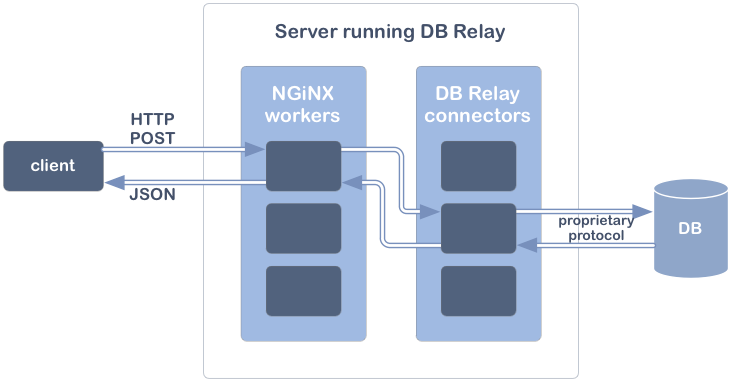 Server running DB Relay
NGiNX
workers
DB Relay
connectors
HTTP
POST
client
JSON
proprietary
protocol
DB